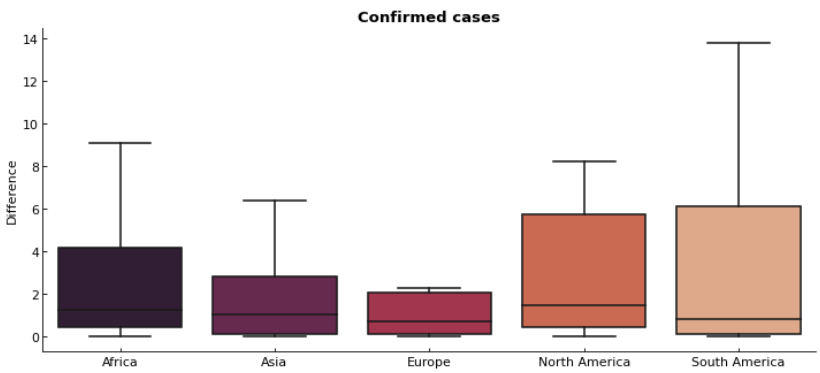 Confirmed cases
Difference
14
12
10
8
6
4
2
0
Africa
Asia
Europe
North America
South America